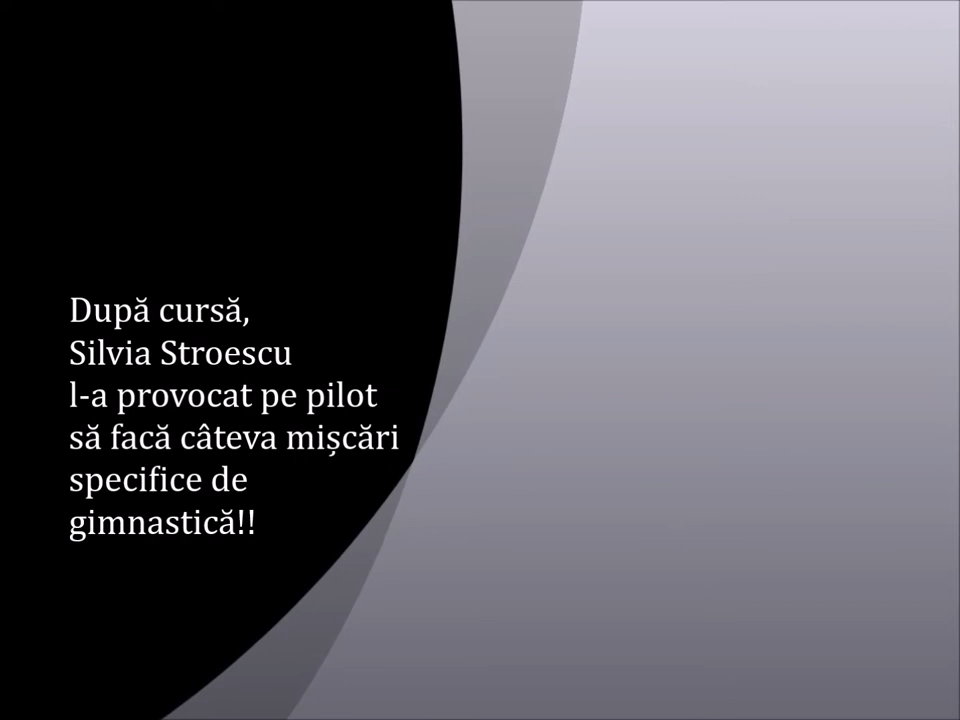 După cursă,
Silvia Stroescu
l-a provocat pe pilot
să facă câteva mișcări
specifice de
gimnastică!!